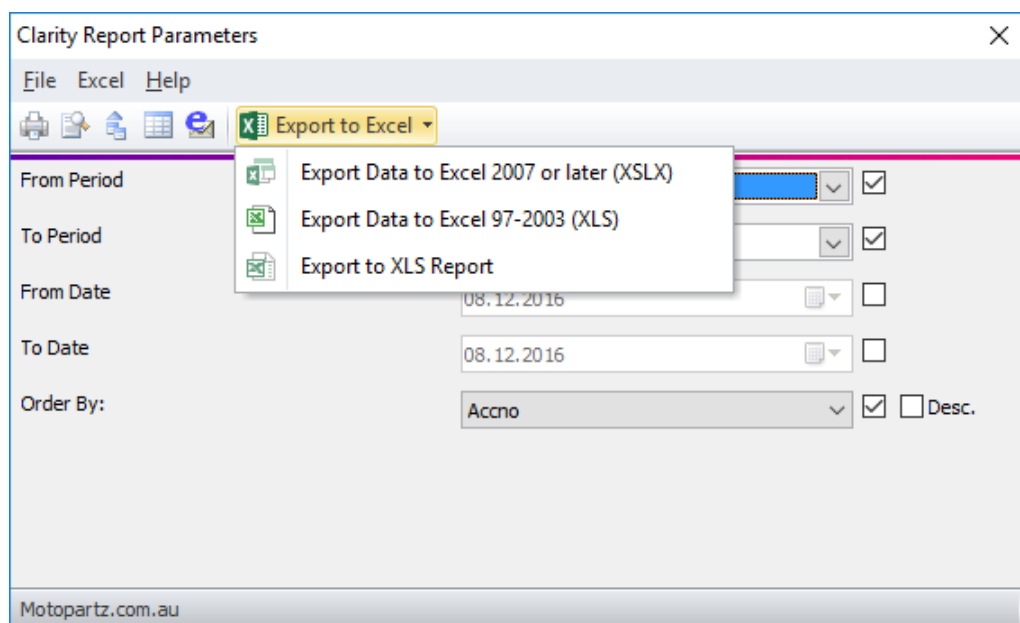 Clarity Report Parameters
File Excel Help
Export to Excel
Export Data to Excel 2007 or later (XSLX)
Export Data to Excel 97-2003 (XLS)
Export to XLS Report
From Period
To Period
From Date
08.12.2016
To Date
08.12.2016
Order By:
Accno
Desc.
Motopartz.com.au